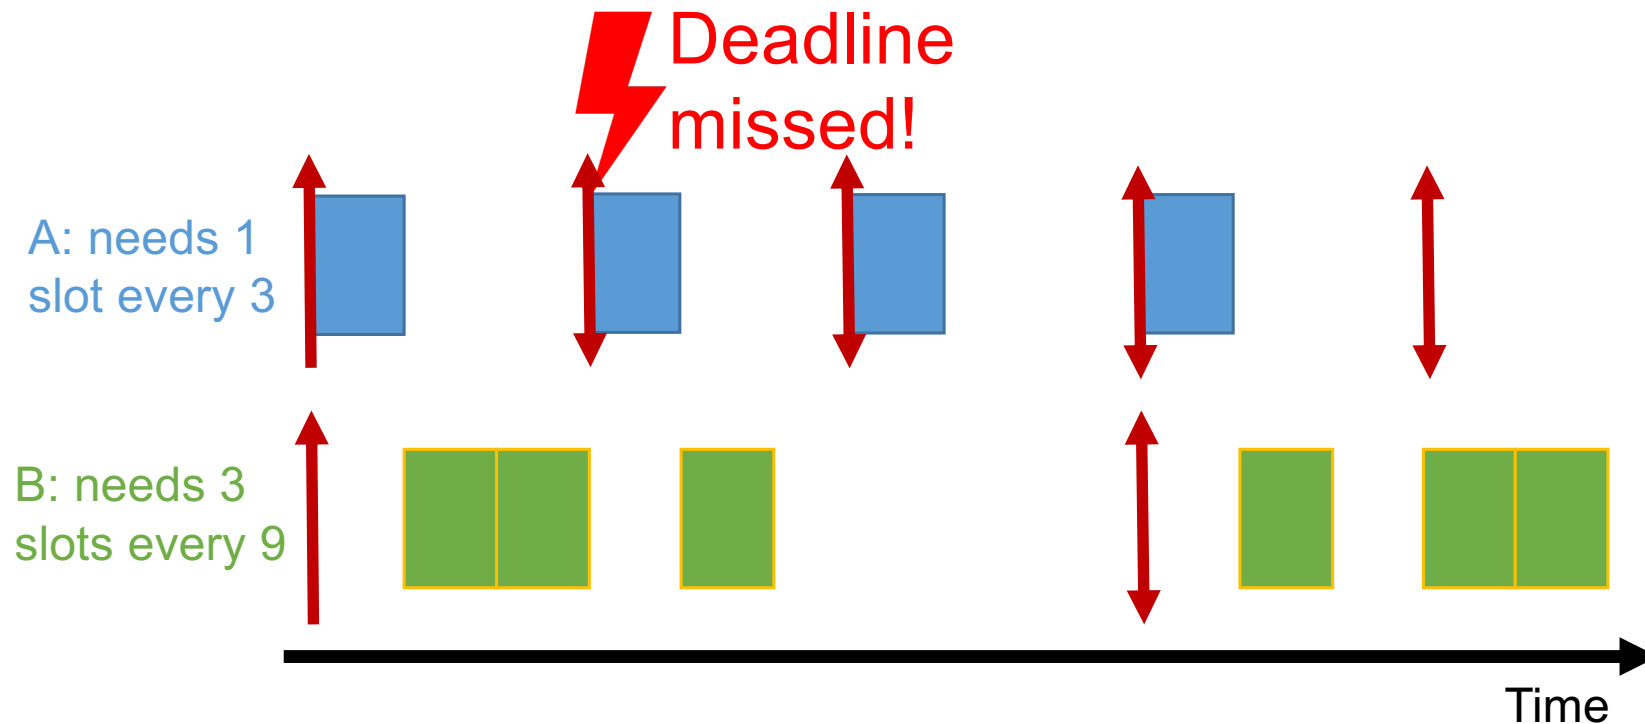 Deadline
missed!
A: needs 1
slot every 3
B: needs 3
slots every 9
Time